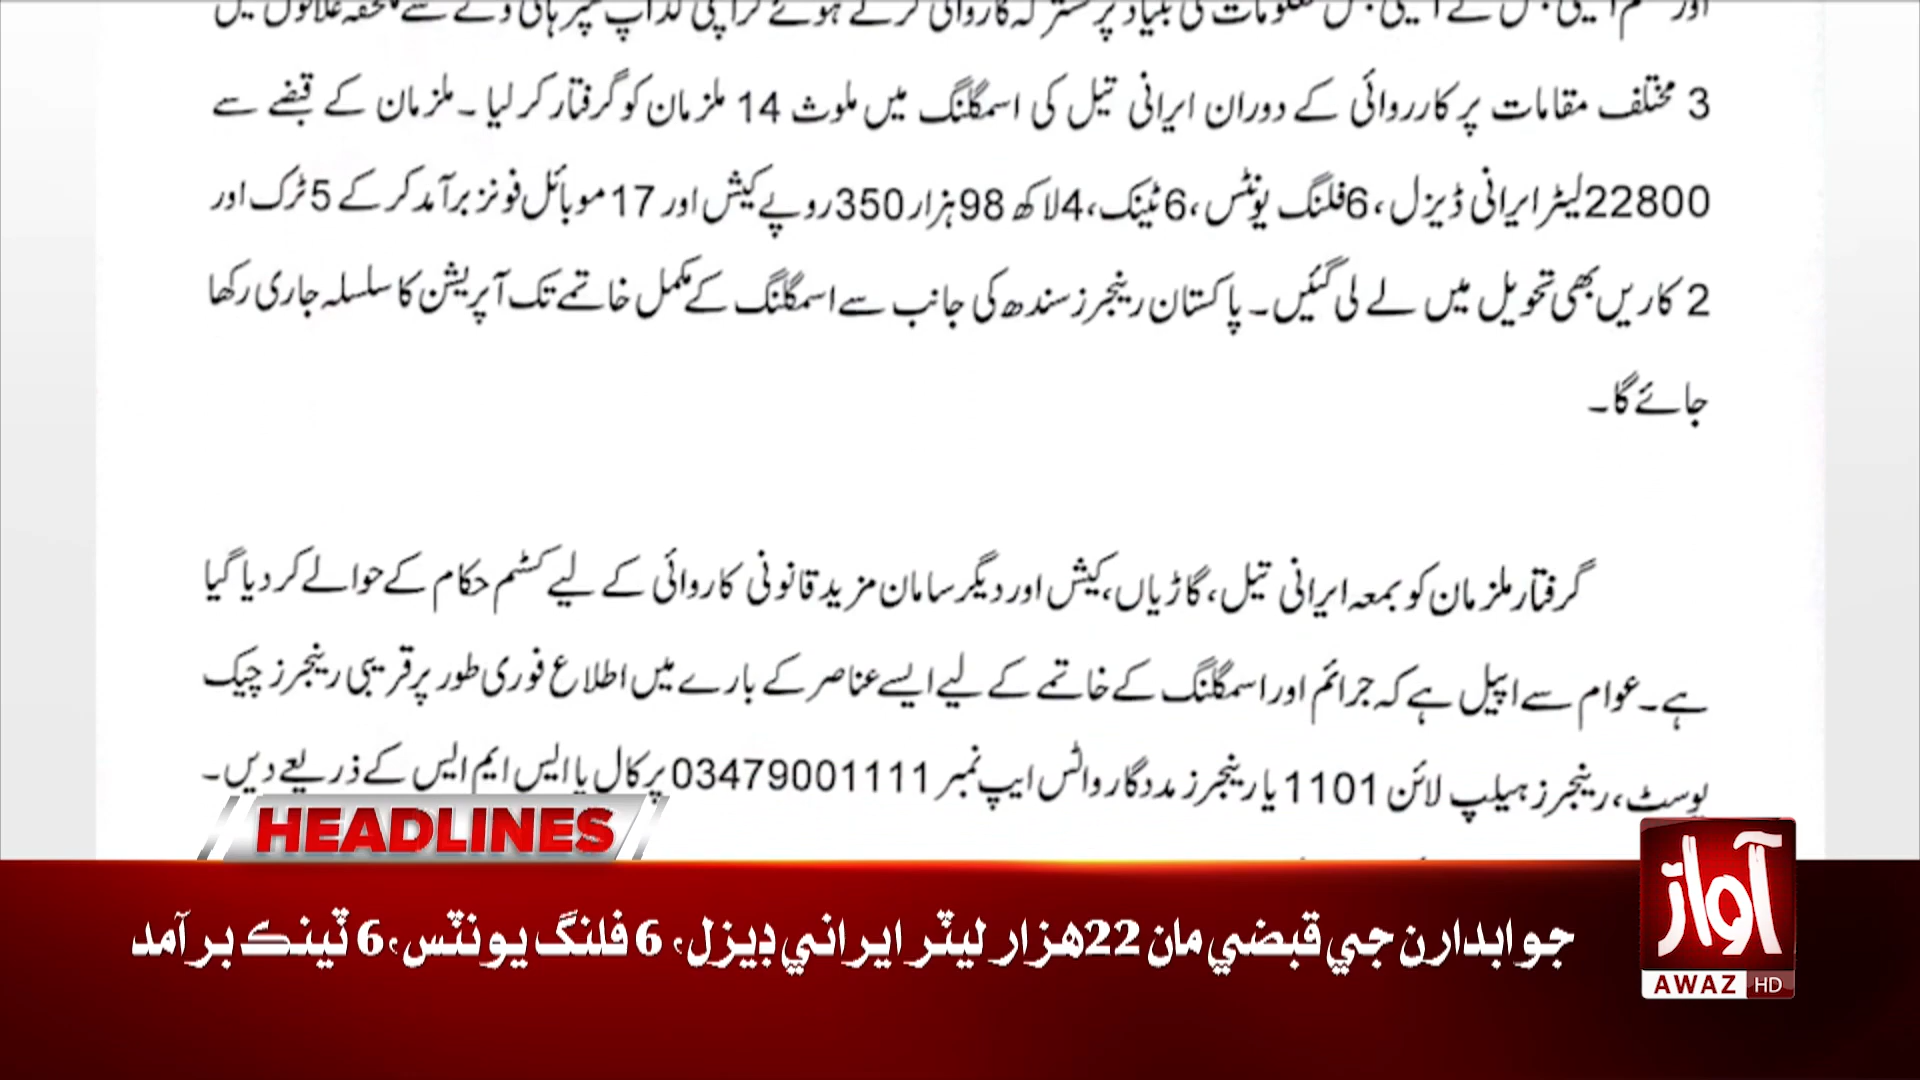 کی بنیاد پر
3 مختلف مقامات پر کارروائی کے دوران ایرانی تیل کی اسمگلنگ میں ملوث 14 ملزمان کو گرفتار کر لیا۔ ملزمان کے قبضے سے
22800 لیٹر ایرانی ڈیزل، 6 فلنگ یونٹس، 6 ٹینک، 4 لاکھ 98 ہزار 350 روپے کیش اور 17 موبائل فونز برآمد کر کے 5 ٹرک اور
2 کاریں بھی تحویل میں لے لی گئیں۔ پاکستان رینجرز سندھ کی جانب سے اسمگلنگ کے مکمل خاتمے تک آپریشن کا سلسلہ جاری رکھا
جائے گا۔
گرفتار ملزمان کو بمعہ ایرانی تیل، گاڑیاں، کیش اور دیگر سامان مزید قانونی کاروائی کے لیے کسٹم حکام کے حوالے کر دیا گیا
ہے۔ عوام سے اپیل ہے کہ جرائم اور اسمگلنگ کے خاتمے کے لیے ایسے عناصر کے بارے میں اطلاع فوری طور پر قریبی رینجرز چیک
پوسٹ، رینجرز ہیلپ لائن 1101 یا رینجرز مددگار واٹس ایپ نمبر 03479001111 پر کال یا ایس ایم ایس کے ذریعے دیں۔
HEADLINES
جوابدارن جي قبضي مان 22هزار ليٽر ايراني ڊيزل، 6 فلنگ يونٽس، 6 ٽينڪ برآمد
آواز
AWAZ HD